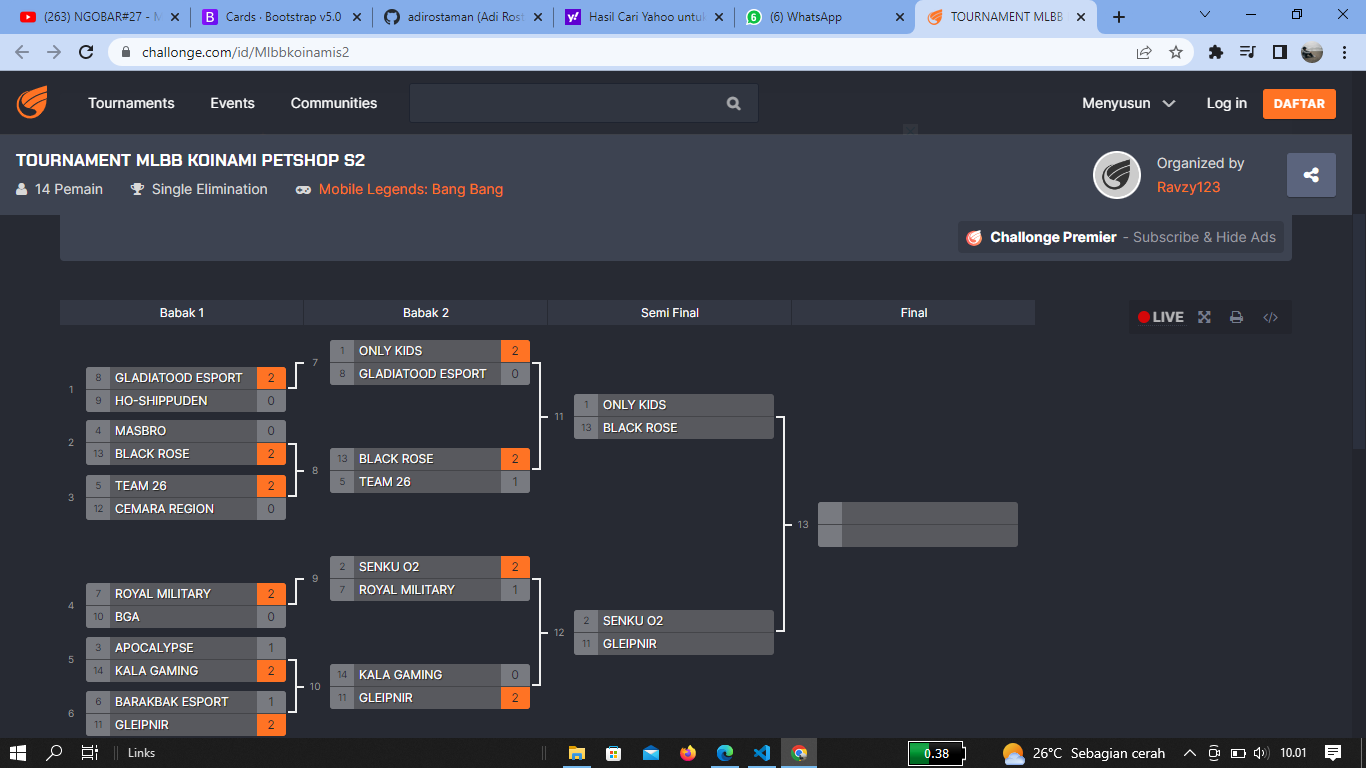 (263) NGOBAR#27 - M
Cards · Bootstrap v5.0
adirostaman (Adi Rost
Hasil Cari Yahoo untuk
(6) WhatsApp
TOURNAMENT MLBB
challonge.com/id/Mlbbkoinamis2
Tournaments Events Communities Menyusun Log in DAFTAR
TOURNAMENT MLBB KOINAMI PETSHOP S2
14 Pemain Single Elimination Mobile Legends: Bang Bang
Organized by
Ravzy123
Challonge Premier - Subscribe & Hide Ads
Babak 1 Babak 2 Semi Final Final
LIVE
1
8 GLADIATOOD ESPORT 2
9 HO-SHIPPUDEN 0
2
4 MASBRO 0
13 BLACK ROSE 2
3
5 TEAM 26 2
12 CEMARA REGION 0
4
7 ROYAL MILITARY 2
10 BGA 0
5
3 APOCALYPSE 1
14 KALA GAMING 2
6
6 BARAKBAK ESPORT 1
11 GLEIPNIR 2
7
1 ONLY KIDS 2
8 GLADIATOOD ESPORT 0
8
13 BLACK ROSE 2
5 TEAM 26 1
9
2 SENKU O2 2
7 ROYAL MILITARY 1
10
14 KALA GAMING 0
11 GLEIPNIR 2
11
1 ONLY KIDS
13 BLACK ROSE
12
2 SENKU O2
11 GLEIPNIR
13
Links
0.38
26°C Sebagian cerah
10.01